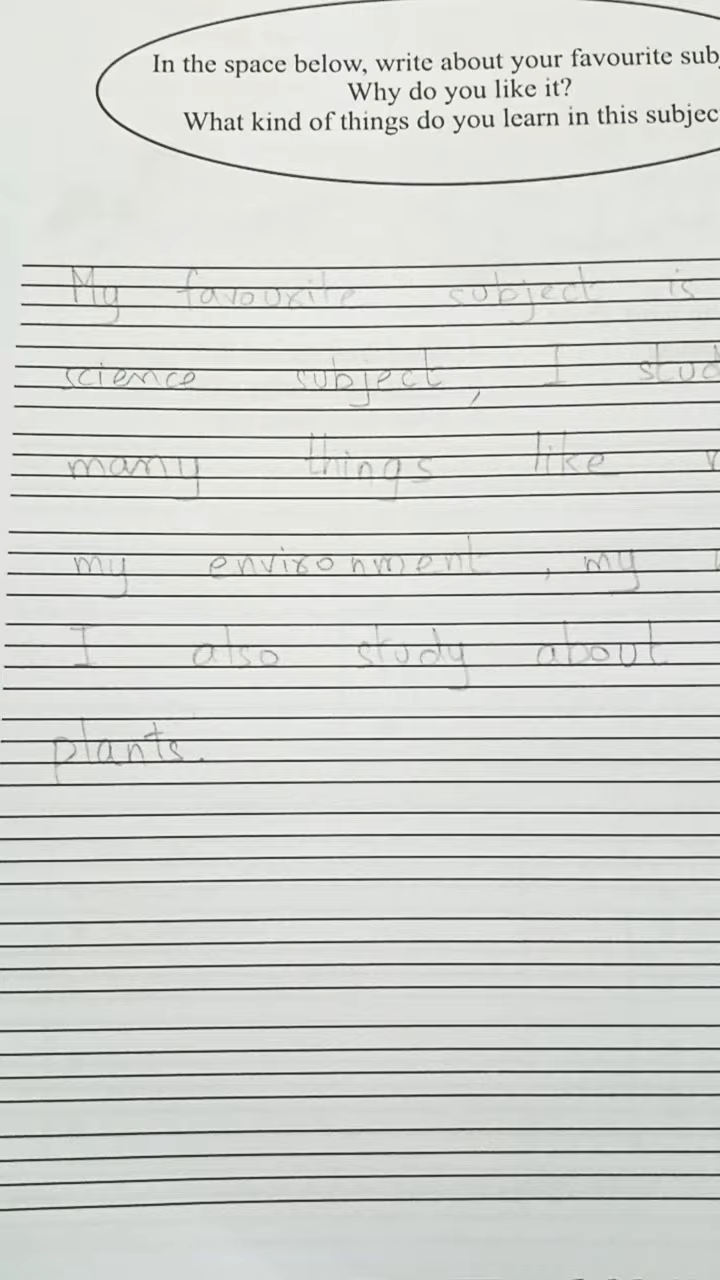 In the space below, write about your favourite sub
Why do you like it?
What kind of things do you learn in this subjec
My favourite subject is
science subject, I stud
many things like
my environment, my
I also study about
plants.